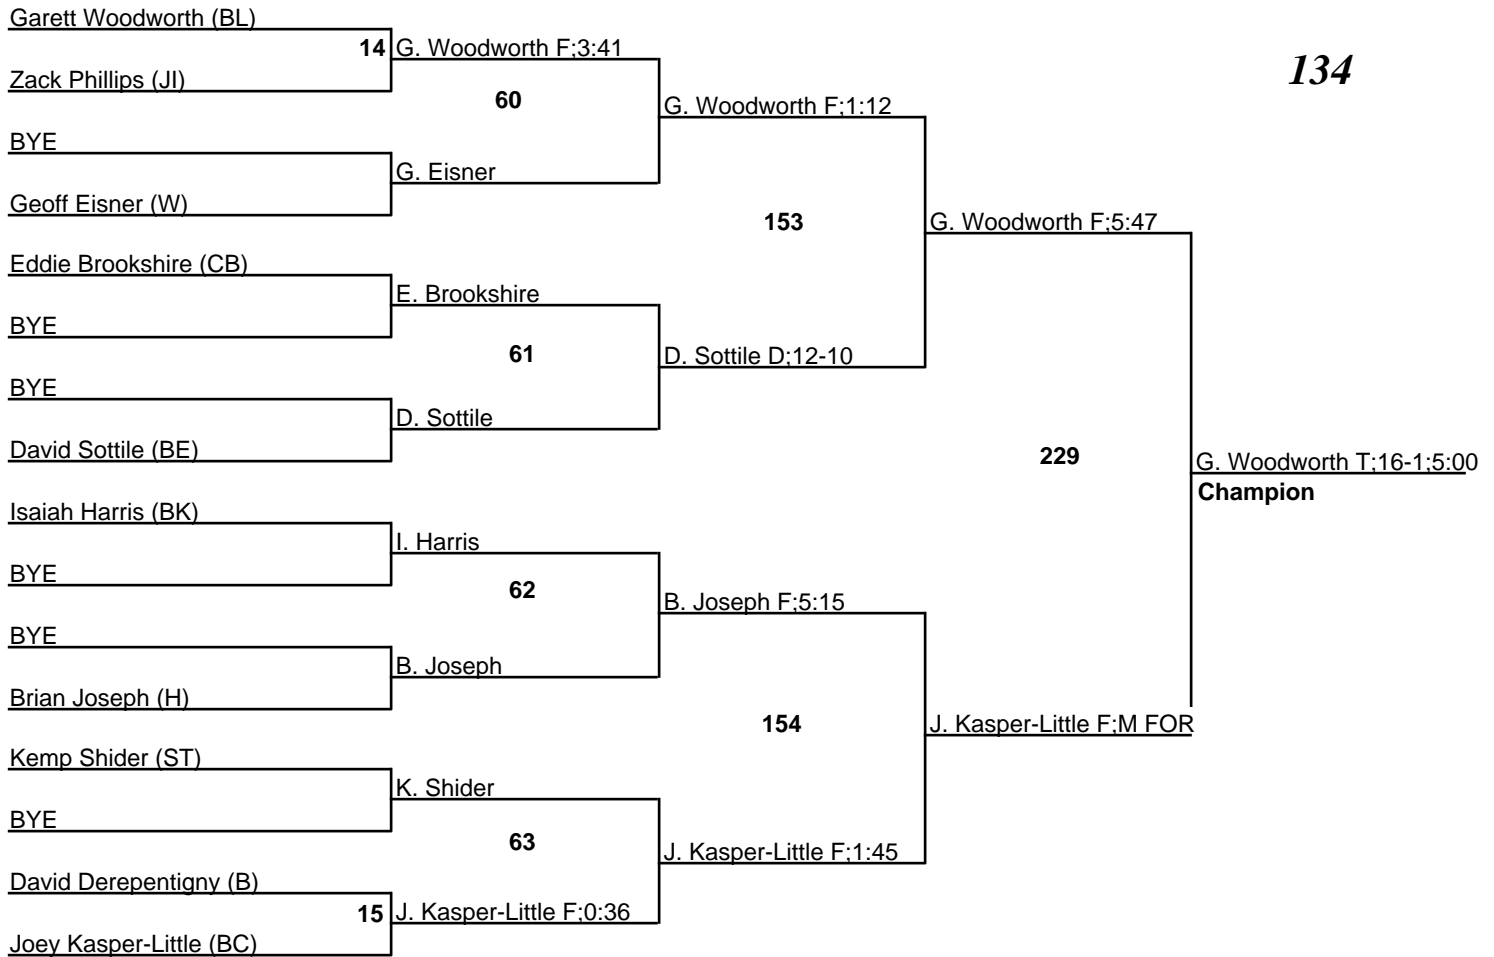 Garett Woodworth (BL)
14 G. Woodworth F;3:41
134
Zack Phillips (JI)
60
G. Woodworth F;1:12
BYE
G. Eisner
Geoff Eisner (W)
153
G. Woodworth F;5:47
Eddie Brookshire (CB)
E. Brookshire
BYE
61
D. Sottile D;12-10
BYE
D. Sottile
David Sottile (BE)
229
G. Woodworth T;16-1;5:00
Champion
Isaiah Harris (BK)
I. Harris
BYE
62
B. Joseph F;5:15
BYE
B. Joseph
Brian Joseph (H)
154
J. Kasper-Little F;M FOR
Kemp Shider (ST)
K. Shider
BYE
63
J. Kasper-Little F;1:45
David Derepentigny (B)
15 J. Kasper-Little F;0:36
Joey Kasper-Little (BC)